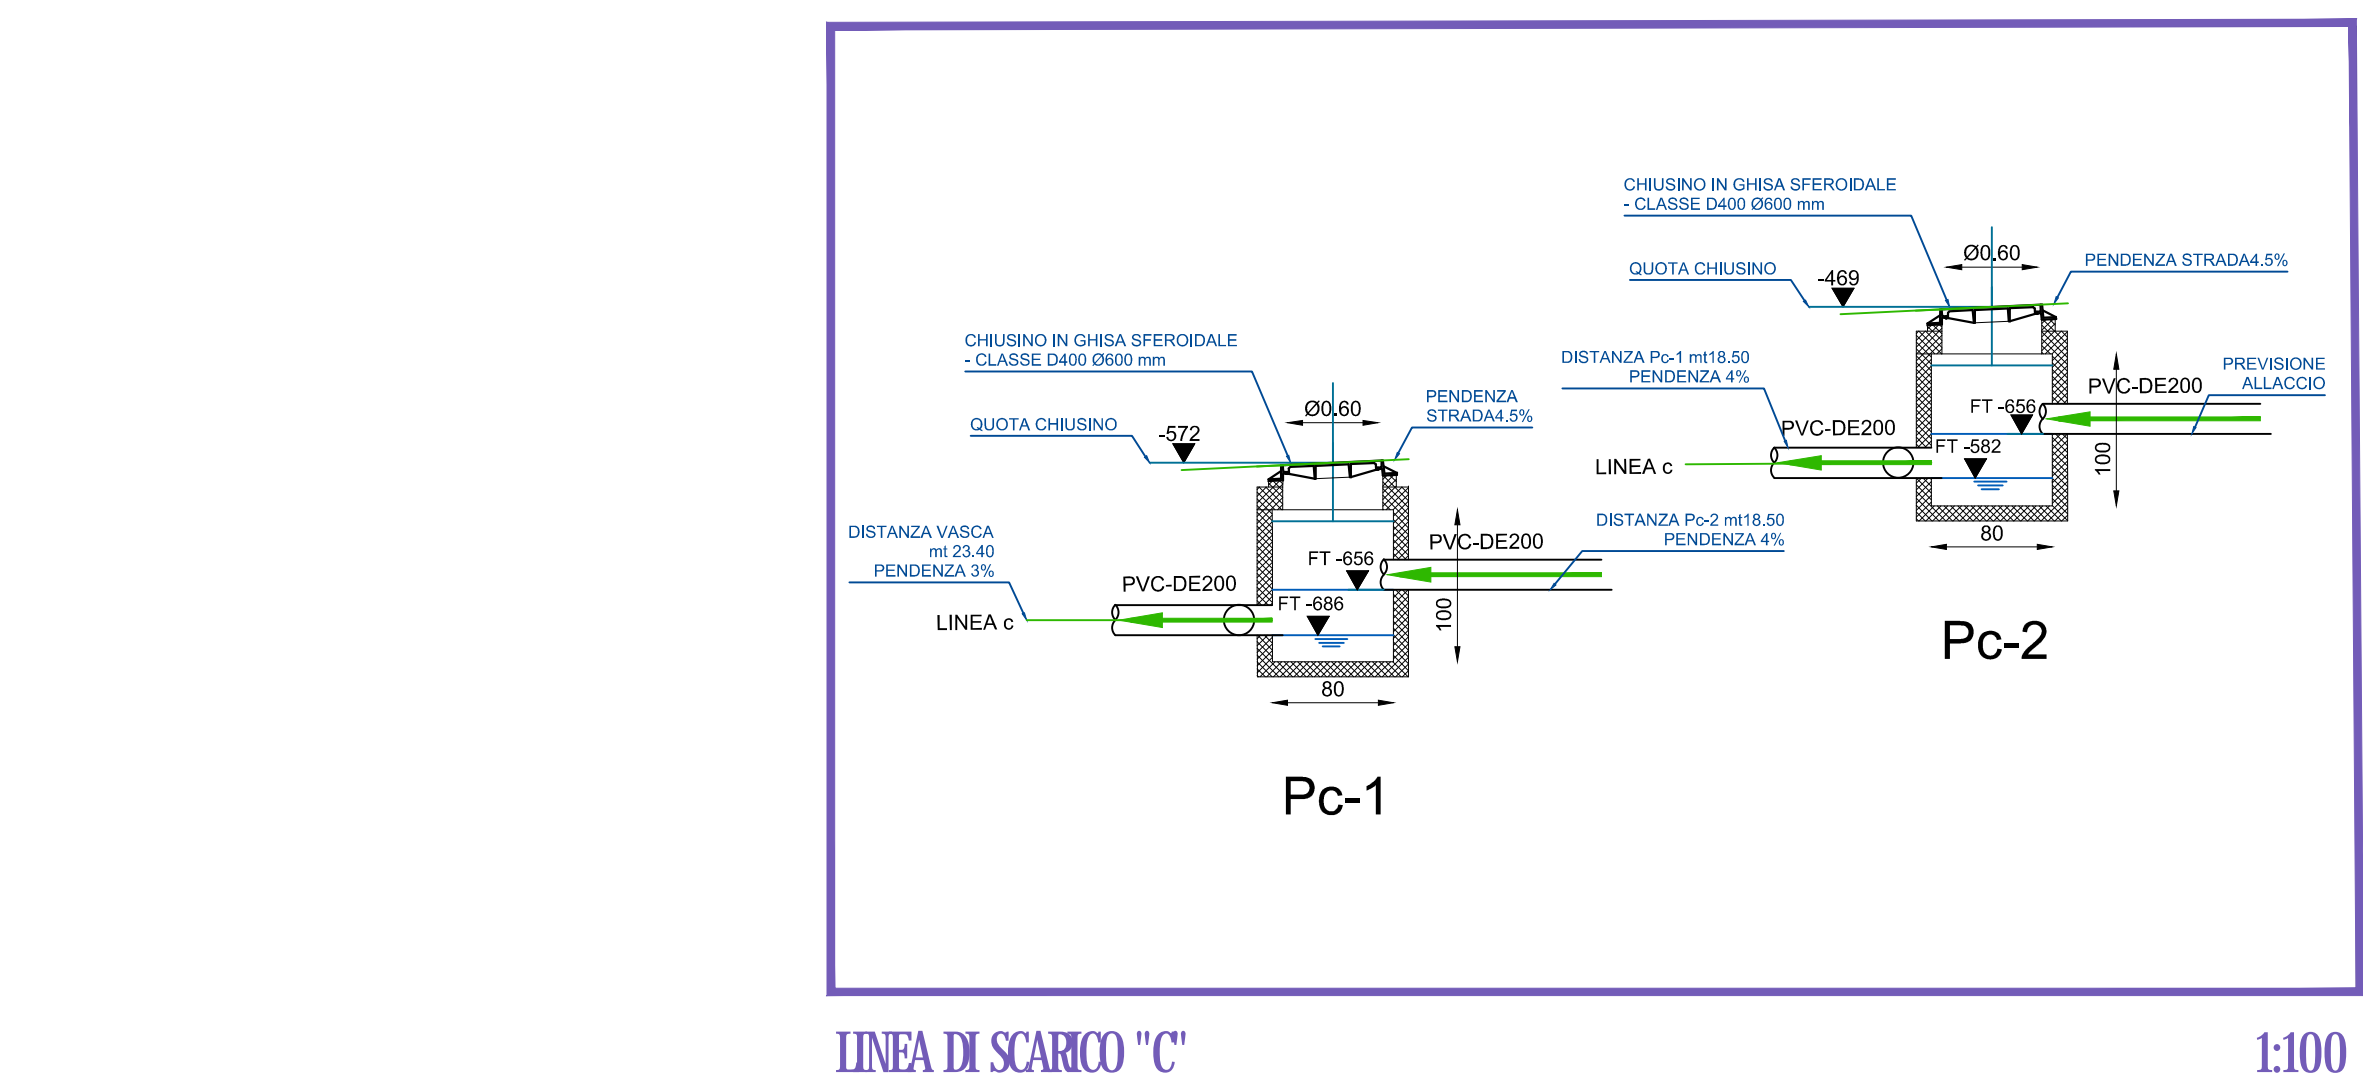 CHIUSINO IN GHISA SFEROIDALE
- CLASSE D400 Ø600 mm
Ø0.60
QUOTA CHIUSINO
-469
PENDENZA STRADA4.5%
DISTANZA Pc-1 mt18.50
PENDENZA 4%
PREVISIONE
ALLACCIO
PVC-DE200
FT -656
PVC-DE200
FT -582
LINEA c
100
80
Pc-2
CHIUSINO IN GHISA SFEROIDALE
- CLASSE D400 Ø600 mm
Ø0.60
PENDENZA
STRADA4.5%
QUOTA CHIUSINO
-572
DISTANZA VASCA
mt 23.40
PENDENZA 3%
DISTANZA Pc-2 mt18.50
PENDENZA 4%
PVC-DE200
FT -656
PVC-DE200
FT -686
LINEA c
100
80
Pc-1
LINEA DI SCARICO "C"
1:100